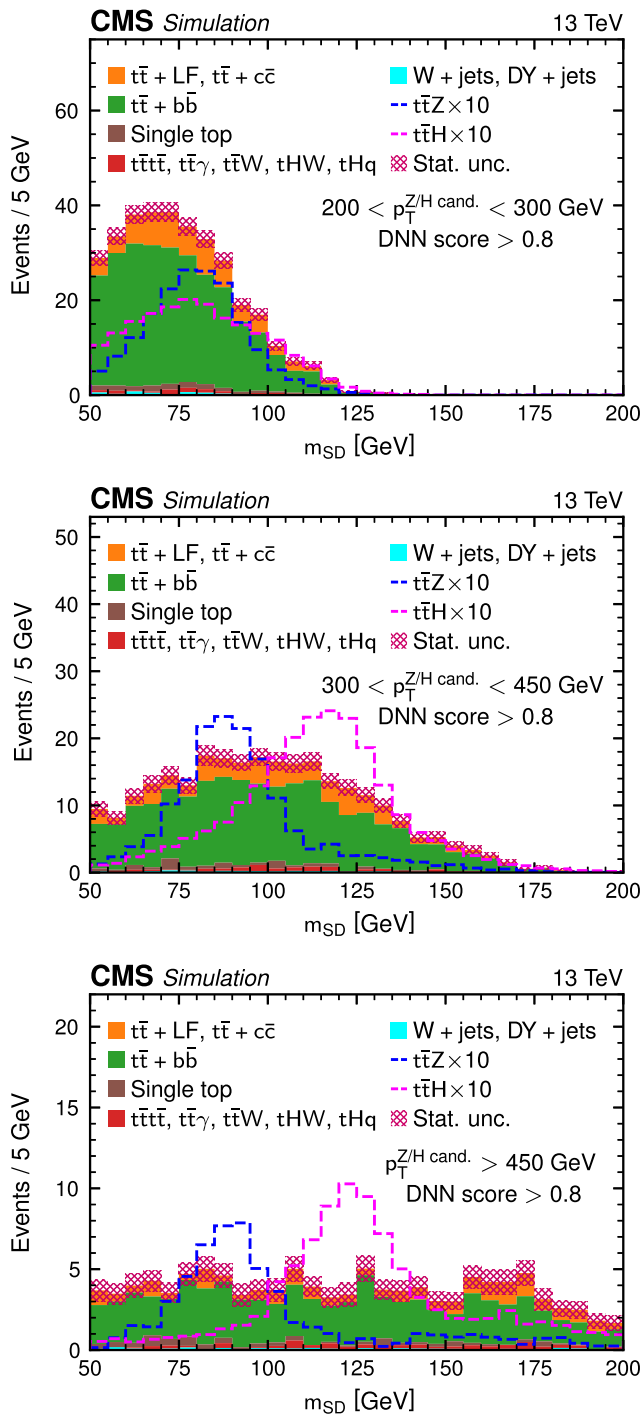 CMS Simulation 13 TeV
tt̄ + LF, tt̄ + cc̄ W + jets, DY + jets
tt̄ + bb̄ tt̄Z×10
Single top tt̄H×10
tt̄tt̄, tt̄γ, tt̄W, tHW, tHq Stat. unc.
200 < p_T^{Z/H cand.} < 300 GeV
DNN score > 0.8
Events / 5 GeV
60
40
20
0
50 75 100 125 150 175 200
m_SD [GeV]
CMS Simulation 13 TeV
tt̄ + LF, tt̄ + cc̄ W + jets, DY + jets
tt̄ + bb̄ tt̄Z×10
Single top tt̄H×10
tt̄tt̄, tt̄γ, tt̄W, tHW, tHq Stat. unc.
300 < p_T^{Z/H cand.} < 450 GeV
DNN score > 0.8
Events / 5 GeV
50
40
30
20
10
0
50 75 100 125 150 175 200
m_SD [GeV]
CMS Simulation 13 TeV
tt̄ + LF, tt̄ + cc̄ W + jets, DY + jets
tt̄ + bb̄ tt̄Z×10
Single top tt̄H×10
tt̄tt̄, tt̄γ, tt̄W, tHW, tHq Stat. unc.
p_T^{Z/H cand.} > 450 GeV
DNN score > 0.8
Events / 5 GeV
20
15
10
5
0
50 75 100 125 150 175 200
m_SD [GeV]